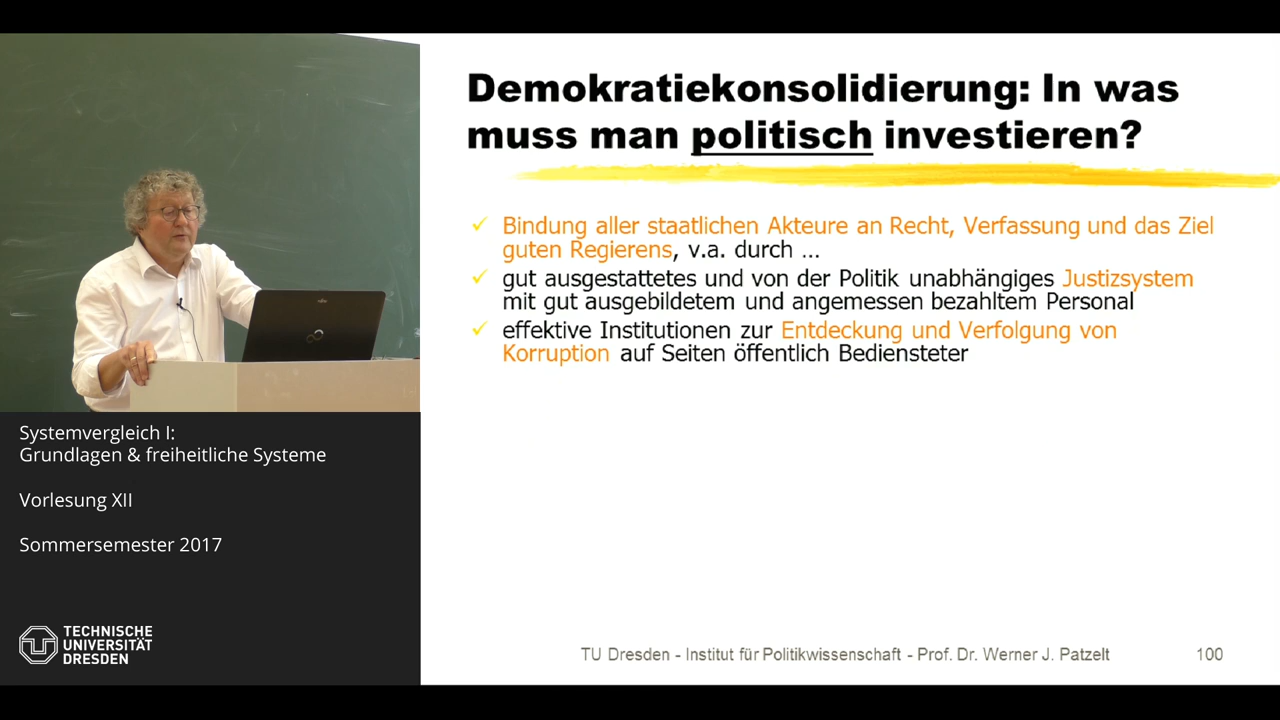 Demokratiekonsolidierung: In was
muss man politisch investieren?
Bindung aller staatlichen Akteure an Recht, Verfassung und das Ziel
guten Regierens, v.a. durch ...
gut ausgestattetes und von der Politik unabhängiges Justizsystem
mit gut ausgebildetem und angemessen bezahltem Personal
effektive Institutionen zur Entdeckung und Verfolgung von
Korruption auf Seiten öffentlich Bediensteter
Systemvergleich I:
Grundlagen & freiheitliche Systeme
Vorlesung XII
Sommersemester 2017
TECHNISCHE
UNIVERSITÄT
DRESDEN
TU Dresden - Institut für Politikwissenschaft - Prof. Dr. Werner J. Patzelt
100